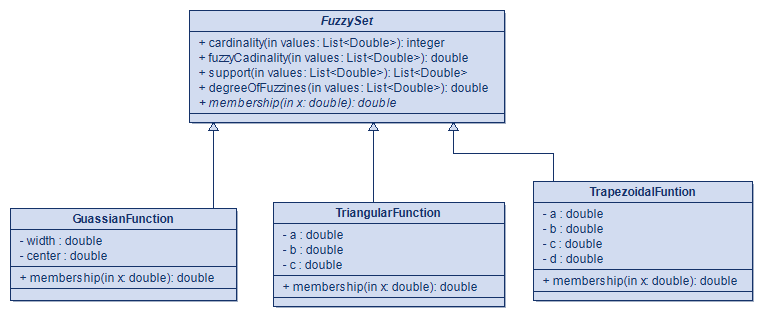 FuzzySet
+ cardinality(in values: List<Double>): integer
+ fuzzyCadinality(in values: List<Double>): double
+ support(in values: List<Double>): List<Double>
+ degreeOfFuzzines(in values: List<Double>): double
+ membership(in x: double): double
GuassianFunction
- width : double
- center : double
+ membership(in x: double): double
TriangularFunction
- a : double
- b : double
- c : double
+ membership(in x: double): double
TrapezoidalFuntion
- a : double
- b : double
- c : double
- d : double
+ membership(in x: double): double